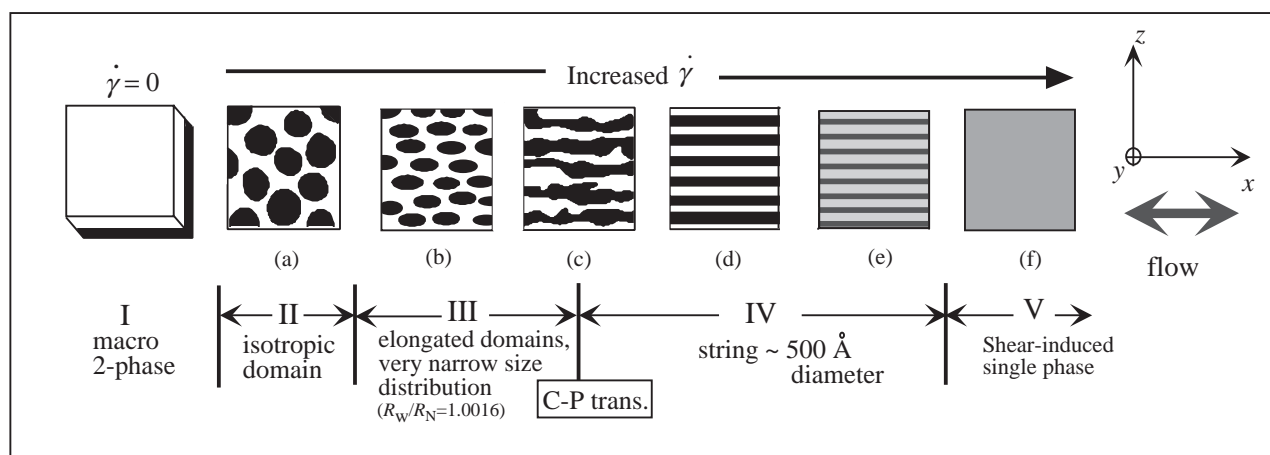 γ̇ = 0
Increased γ̇
z
y
x
flow
(a)
(b)
(c)
(d)
(e)
(f)
I
macro
2-phase
II
isotropic
domain
III
elongated domains,
very narrow size
distribution
(R_W/R_N=1.0016)
C-P trans.
IV
string ~ 500 Å
diameter
V
Shear-induced
single phase